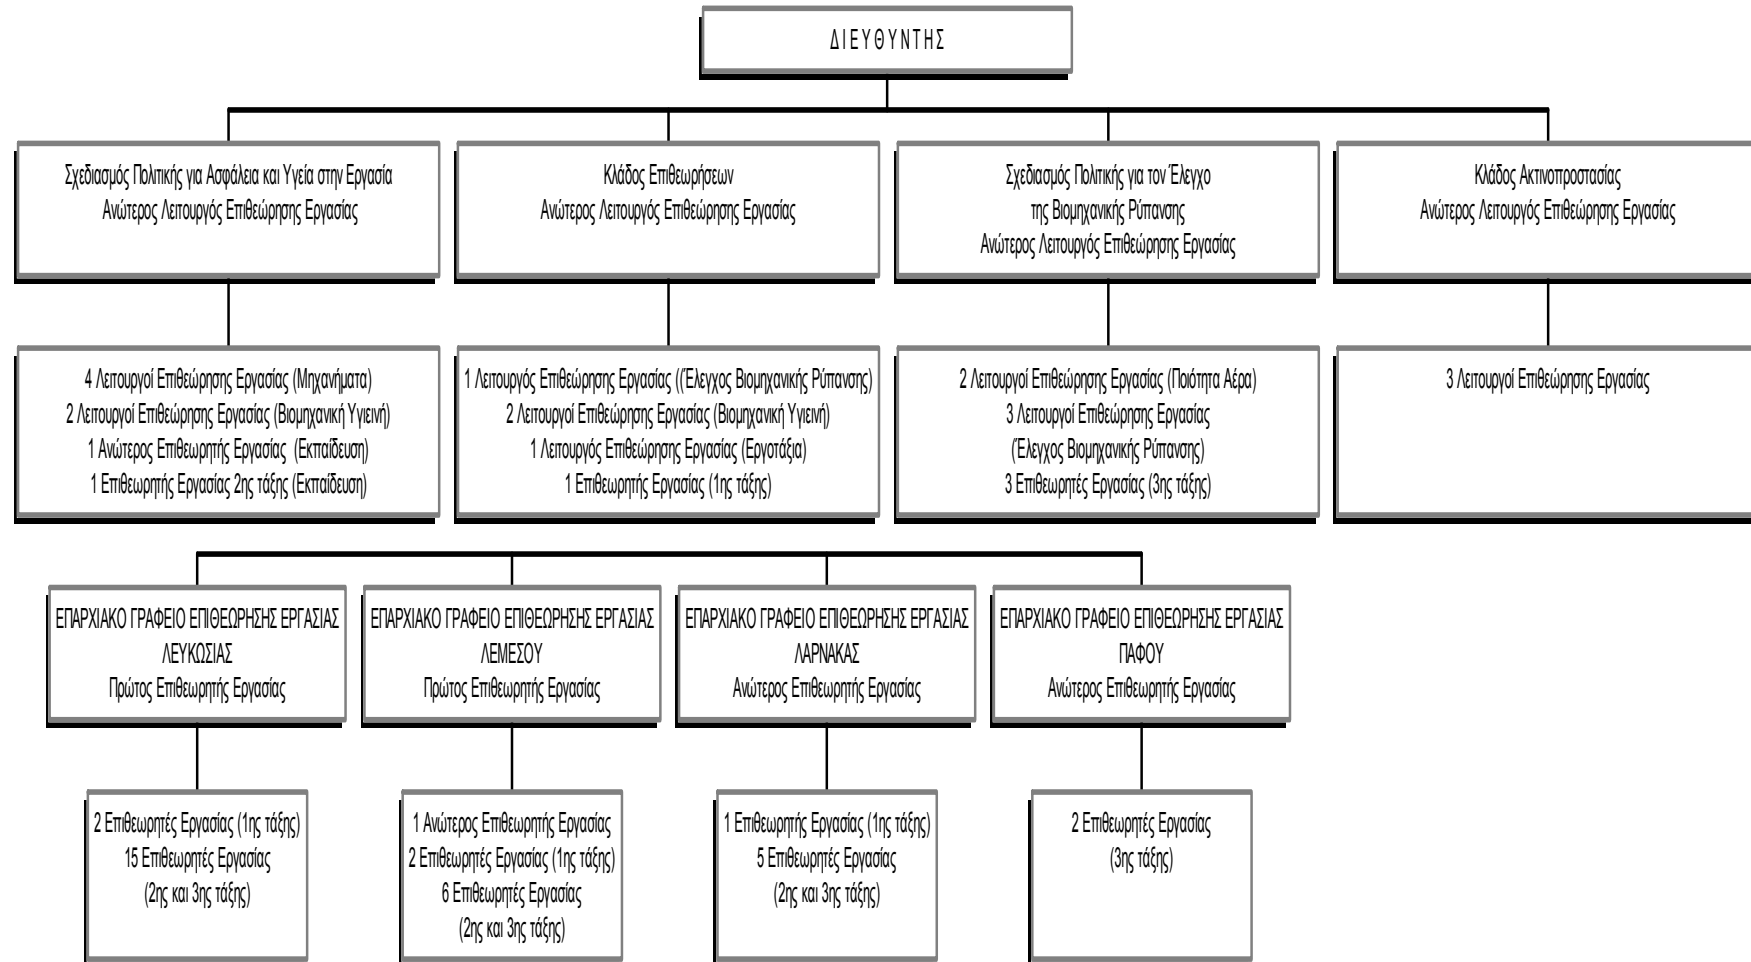 ΔΙΕΥΘΥΝΤΗΣ
Σχεδιασμός Πολιτικής για Ασφάλεια και Υγεία στην Εργασία
Ανώτερος Λειτουργός Επιθεώρησης Εργασίας
Κλάδος Επιθεωρήσεων
Ανώτερος Λειτουργός Επιθεώρησης Εργασίας
Σχεδιασμός Πολιτικής για τον Έλεγχο
της Βιομηχανικής Ρύπανσης
Ανώτερος Λειτουργός Επιθεώρησης Εργασίας
Κλάδος Ακτινοπροστασίας
Ανώτερος Λειτουργός Επιθεώρησης Εργασίας
4 Λειτουργοί Επιθεώρησης Εργασίας (Μηχανήματα)
2 Λειτουργοί Επιθεώρησης Εργασίας (Βιομηχανική Υγιεινή)
1 Ανώτερος Επιθεωρητής Εργασίας (Εκπαίδευση)
1 Επιθεωρητής Εργασίας 2ης τάξης (Εκπαίδευση)
1 Λειτουργός Επιθεώρησης Εργασίας ((Έλεγχος Βιομηχανικής Ρύπανσης)
2 Λειτουργοί Επιθεώρησης Εργασίας (Βιομηχανική Υγιεινή)
1 Λειτουργός Επιθεώρησης Εργασίας (Εργοτάξια)
1 Επιθεωρητής Εργασίας (1ης τάξης)
2 Λειτουργοί Επιθεώρησης Εργασίας (Ποιότητα Αέρα)
3 Λειτουργοί Επιθεώρησης Εργασίας
(Έλεγχος Βιομηχανικής Ρύπανσης)
3 Επιθεωρητές Εργασίας (3ης τάξης)
3 Λειτουργοί Επιθεώρησης Εργασίας
ΕΠΑΡΧΙΑΚΟ ΓΡΑΦΕΙΟ ΕΠΙΘΕΩΡΗΣΗΣ ΕΡΓΑΣΙΑΣ
ΛΕΥΚΩΣΙΑΣ
Πρώτος Επιθεωρητής Εργασίας
ΕΠΑΡΧΙΑΚΟ ΓΡΑΦΕΙΟ ΕΠΙΘΕΩΡΗΣΗΣ ΕΡΓΑΣΙΑΣ
ΛΕΜΕΣΟΥ
Πρώτος Επιθεωρητής Εργασίας
ΕΠΑΡΧΙΑΚΟ ΓΡΑΦΕΙΟ ΕΠΙΘΕΩΡΗΣΗΣ ΕΡΓΑΣΙΑΣ
ΛΑΡΝΑΚΑΣ
Ανώτερος Επιθεωρητής Εργασίας
ΕΠΑΡΧΙΑΚΟ ΓΡΑΦΕΙΟ ΕΠΙΘΕΩΡΗΣΗΣ ΕΡΓΑΣΙΑΣ
ΠΑΦΟΥ
Ανώτερος Επιθεωρητής Εργασίας
2 Επιθεωρητές Εργασίας (1ης τάξης)
15 Επιθεωρητές Εργασίας
(2ης και 3ης τάξης)
1 Ανώτερος Επιθεωρητής Εργασίας
2 Επιθεωρητές Εργασίας (1ης τάξης)
6 Επιθεωρητές Εργασίας
(2ης και 3ης τάξης)
1 Επιθεωρητής Εργασίας (1ης τάξης)
5 Επιθεωρητές Εργασίας
(2ης και 3ης τάξης)
2 Επιθεωρητές Εργασίας
(3ης τάξης)